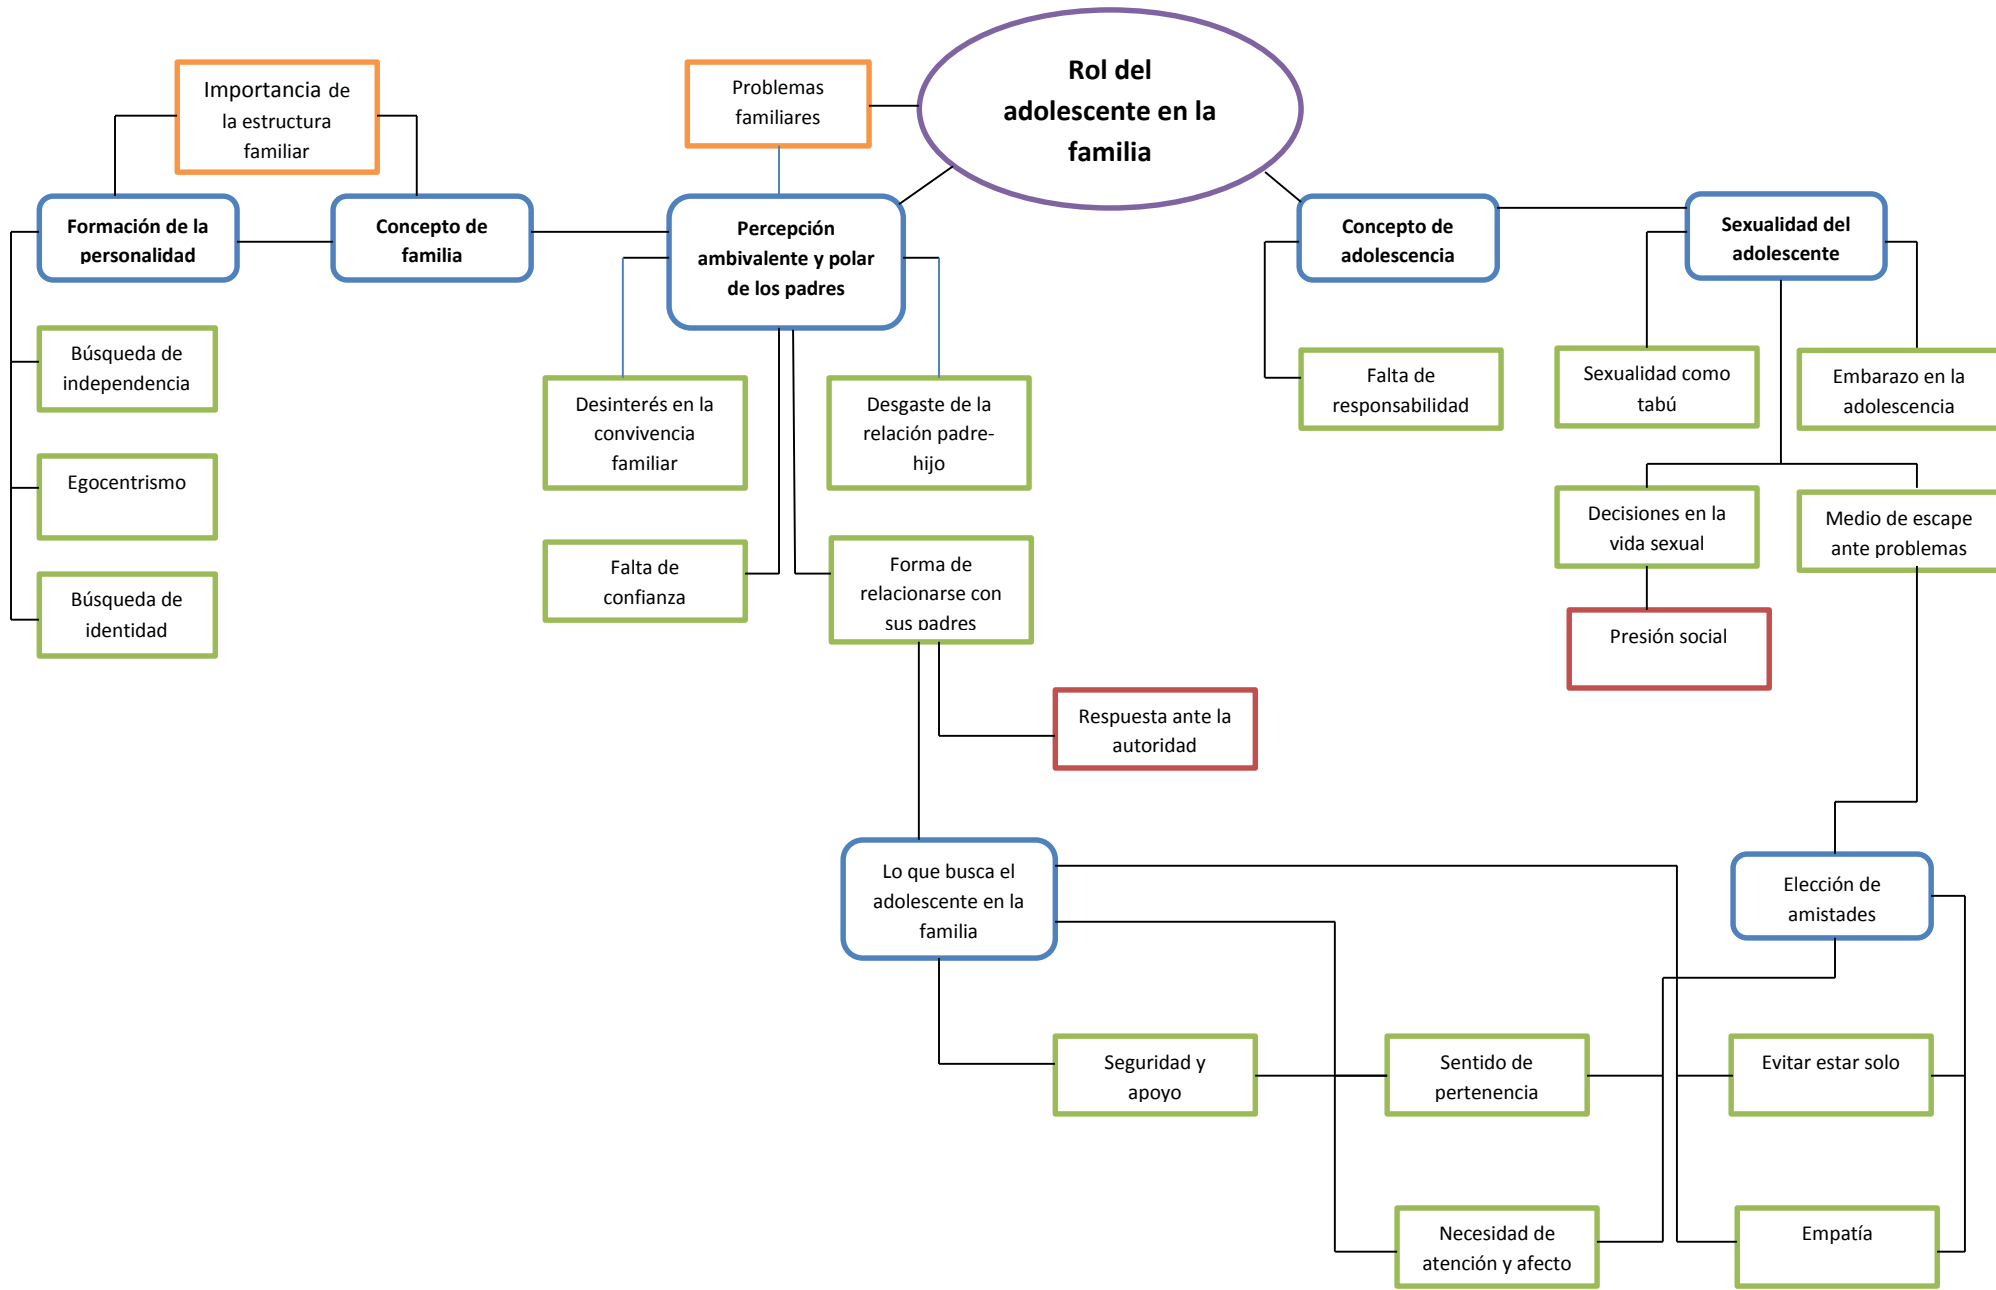 Rol del
adolescente en la
familia
Importancia de
la estructura
familiar
Problemas
familiares
Formación de la
personalidad
Concepto de
familia
Percepción
ambivalente y polar
de los padres
Concepto de
adolescencia
Sexualidad del
adolescente
Búsqueda de
independencia
Desinterés en la
convivencia
familiar
Desgaste de la
relación padre-
hijo
Falta de
responsabilidad
Sexualidad como
tabú
Embarazo en la
adolescencia
Egocentrismo
Falta de
confianza
Forma de
relacionarse con
sus padres
Decisiones en la
vida sexual
Medio de escape
ante problemas
Búsqueda de
identidad
Presión social
Respuesta ante la
autoridad
Lo que busca el
adolescente en la
familia
Elección de
amistades
Seguridad y
apoyo
Sentido de
pertenencia
Evitar estar solo
Necesidad de
atención y afecto
Empatía